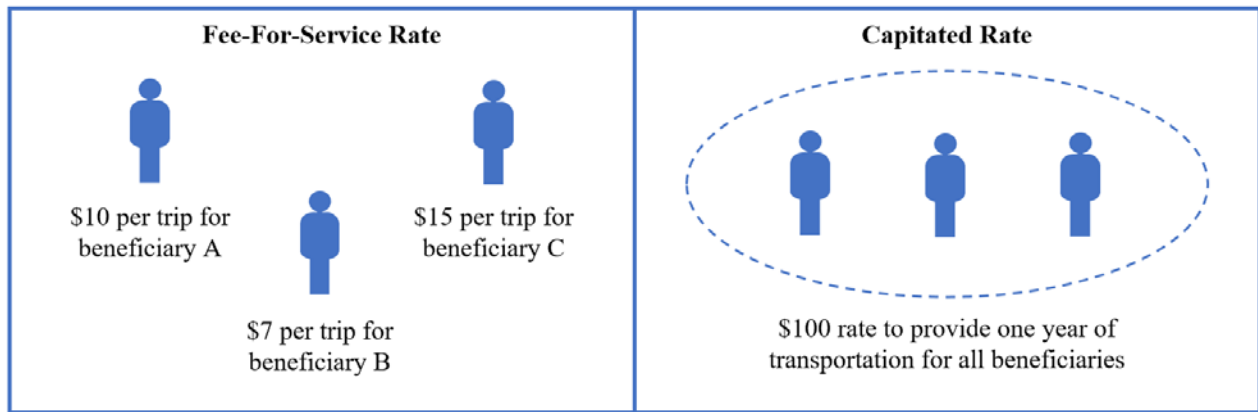 Fee-For-Service Rate
$10 per trip for
beneficiary A
$7 per trip for
beneficiary B
$15 per trip for
beneficiary C
Capitated Rate
$100 rate to provide one year of
transportation for all beneficiaries